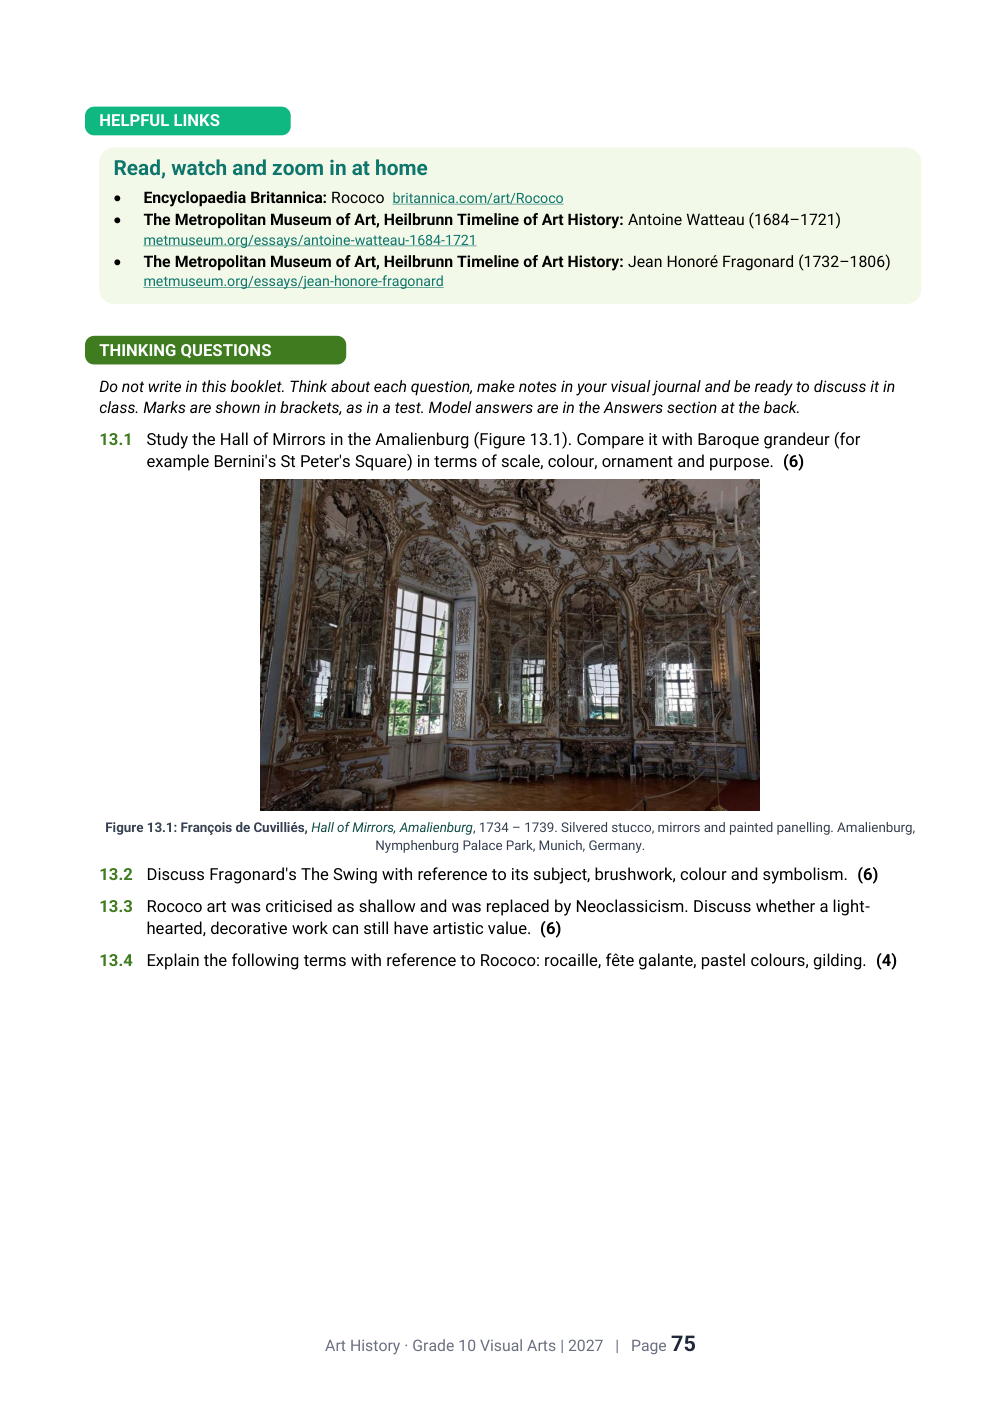 HELPFUL LINKS
Read, watch and zoom in at home
• Encyclopaedia Britannica: Rococo britannica.com/art/Rococo
• The Metropolitan Museum of Art, Heilbrunn Timeline of Art History: Antoine Watteau (1684–1721)
metmuseum.org/essays/antoine-watteau-1684-1721
• The Metropolitan Museum of Art, Heilbrunn Timeline of Art History: Jean Honoré Fragonard (1732–1806)
metmuseum.org/essays/jean-honore-fragonard
THINKING QUESTIONS
Do not write in this booklet. Think about each question, make notes in your visual journal and be ready to discuss it in
class. Marks are shown in brackets, as in a test. Model answers are in the Answers section at the back.
13.1 Study the Hall of Mirrors in the Amalienburg (Figure 13.1). Compare it with Baroque grandeur (for
example Bernini's St Peter's Square) in terms of scale, colour, ornament and purpose. (6)
Figure 13.1: François de Cuvilliés, Hall of Mirrors, Amalienburg, 1734 – 1739. Silvered stucco, mirrors and painted panelling. Amalienburg,
Nymphenburg Palace Park, Munich, Germany.
13.2 Discuss Fragonard's The Swing with reference to its subject, brushwork, colour and symbolism. (6)
13.3 Rococo art was criticised as shallow and was replaced by Neoclassicism. Discuss whether a light-
hearted, decorative work can still have artistic value. (6)
13.4 Explain the following terms with reference to Rococo: rocaille, fête galante, pastel colours, gilding. (4)
Art History · Grade 10 Visual Arts | 2027 | Page 75